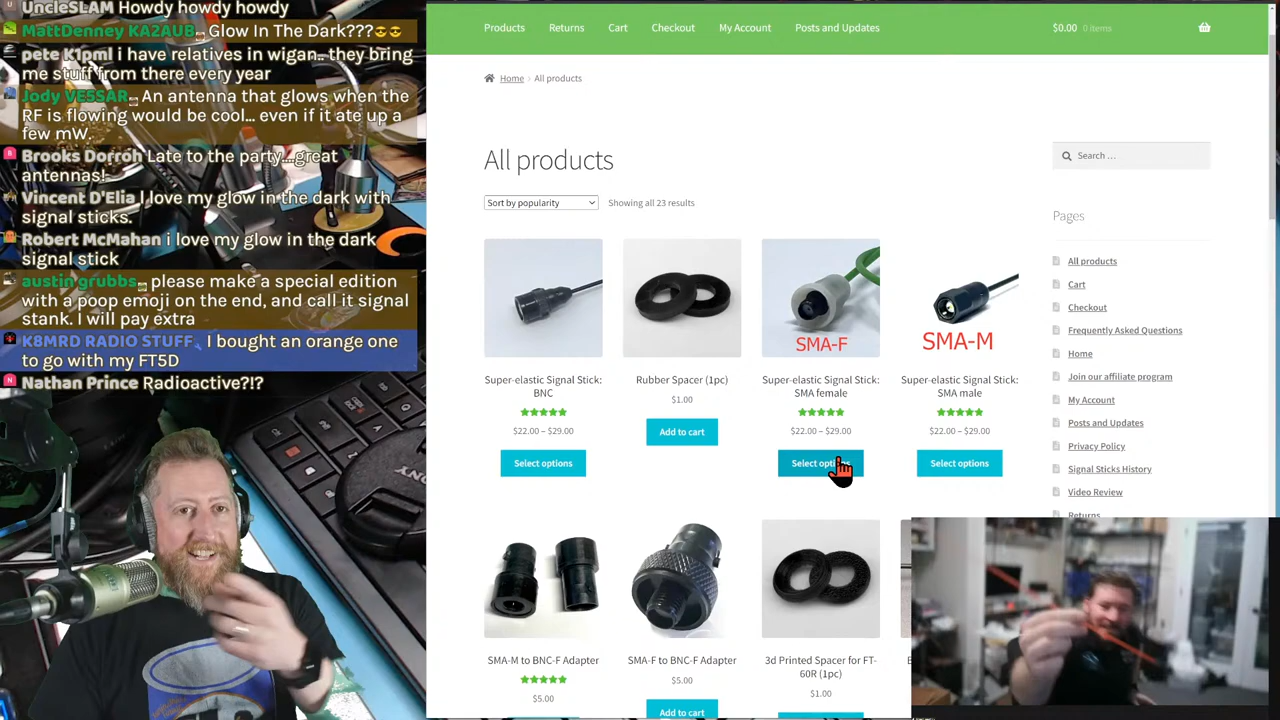 UncleSLAM Howdy howdy howdy
MattDenney KA2AUB Glow In The Dark???😎😎
pete K1pml i have relatives in wigan.. they bring
me stuff from there every year
Jody VE5SAR An antenna that glows when the
RF is flowing would be cool... even if it ate up a
few mW.
Brooks Dorroh Late to the party....great
antennas!
Vincent D'Elia I love my glow in the dark with
signal sticks.
Robert McMahan i love my glow in the dark
signal stick
austin grubbs please make a special edition
with a poop emoji on the end, and call it signal
stank. I will pay extra
K8MRD RADIO STUFF I bought an orange one
to go with my FT5D
Nathan Prince Radioactive?!?
Products Returns Cart Checkout My Account Posts and Updates $0.00 0 items
Home > All products
All products
Sort by popularity Showing all 23 results
SMA-F
SMA-M
Super-elastic Signal Stick:
BNC
$22.00 – $29.00
Select options
Rubber Spacer (1pc)
$1.00
Add to cart
Super-elastic Signal Stick:
SMA female
$22.00 – $29.00
Select
Super-elastic Signal Stick:
SMA male
$22.00 – $29.00
Select options
SMA-M to BNC-F Adapter
$5.00
SMA-F to BNC-F Adapter
$5.00
Add to cart
3d Printed Spacer for FT-
60R (1pc)
$1.00
Search …
Pages
All products
Cart
Checkout
Frequently Asked Questions
Home
Join our affiliate program
My Account
Posts and Updates
Privacy Policy
Signal Sticks History
Video Review
Returns